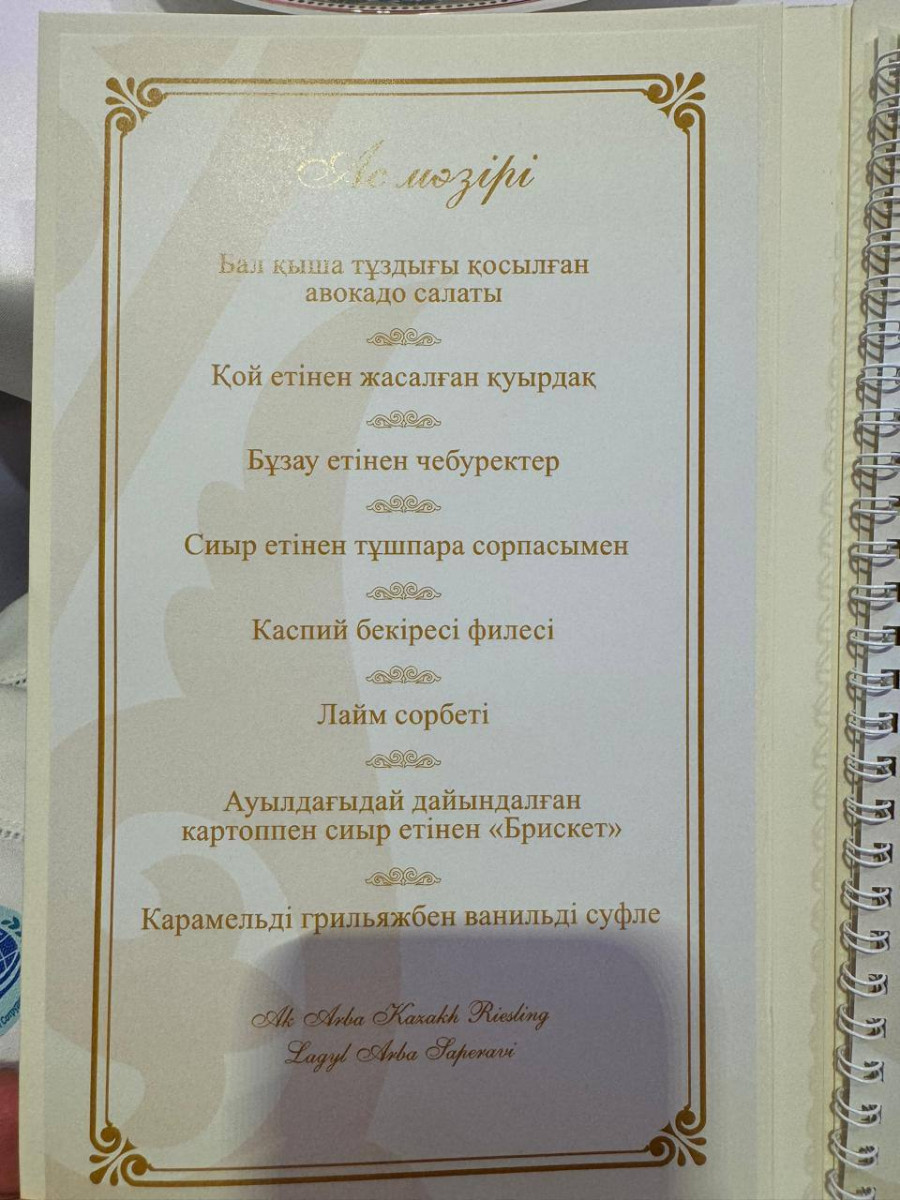 Ас мәзірі
Бал қыша тұздығы қосылған
авокадо салаты
Қой етінен жасалған қуырдақ
Бұзау етінен чебуректер
Сиыр етінен тұшпара сорпасымен
Каспий бекіресі филесі
Лайм сорбеті
Ауылдағыдай дайындалған
картоппен сиыр етінен «Брискет»
Карамельді грильяжбен ванильді суфле
Ak Arba Kazakh Riesling
Lagyl Arba Saperavi